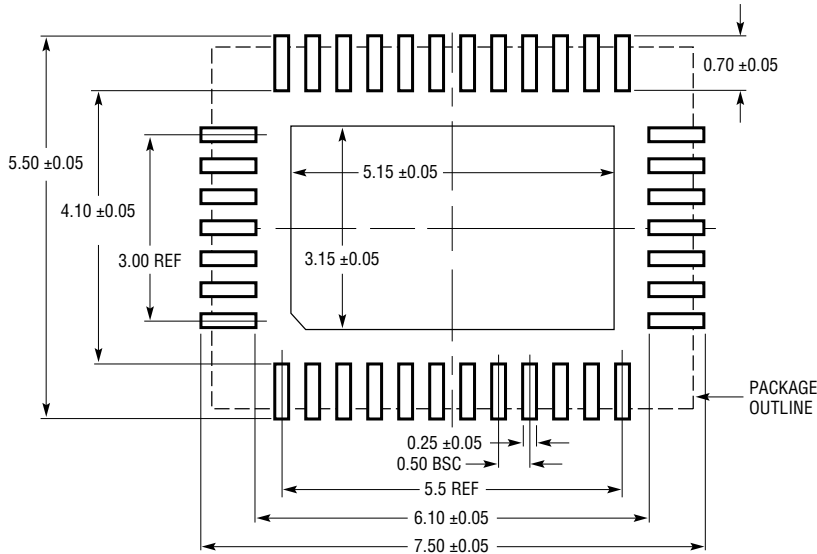 0.70 ±0.05
5.50 ±0.05
5.15 ±0.05
4.10 ±0.05
3.00 REF
3.15 ±0.05
PACKAGE
OUTLINE
0.25 ±0.05
0.50 BSC
5.5 REF
6.10 ±0.05
7.50 ±0.05